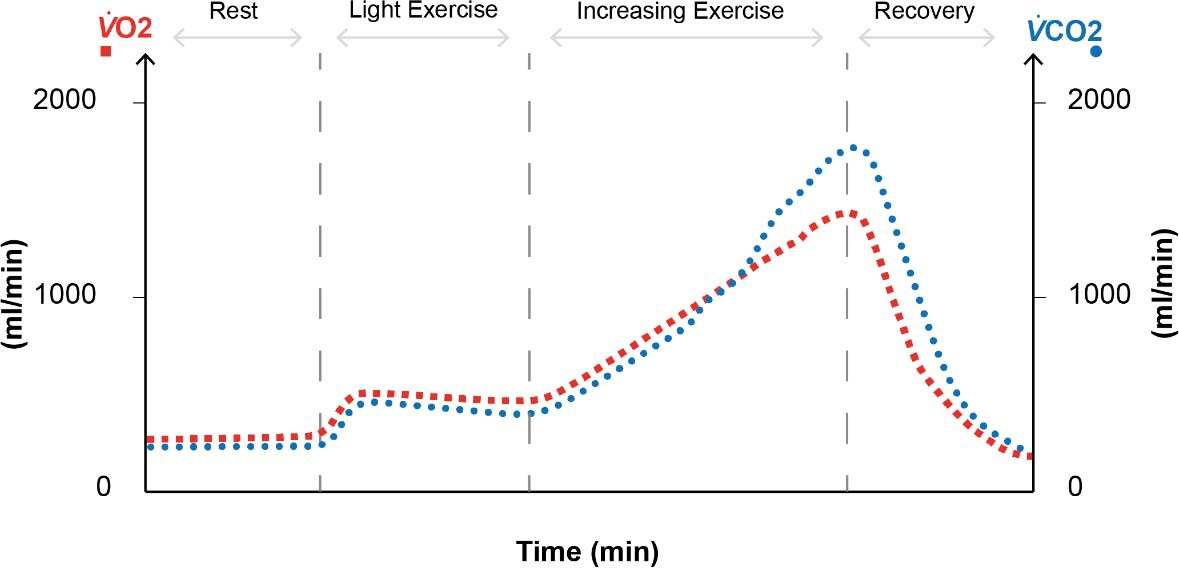 Rest
Light Exercise
Increasing Exercise
Recovery
V̇O2
V̇CO2
2000
2000
(ml/min)
1000
1000
(ml/min)
0
0
Time (min)